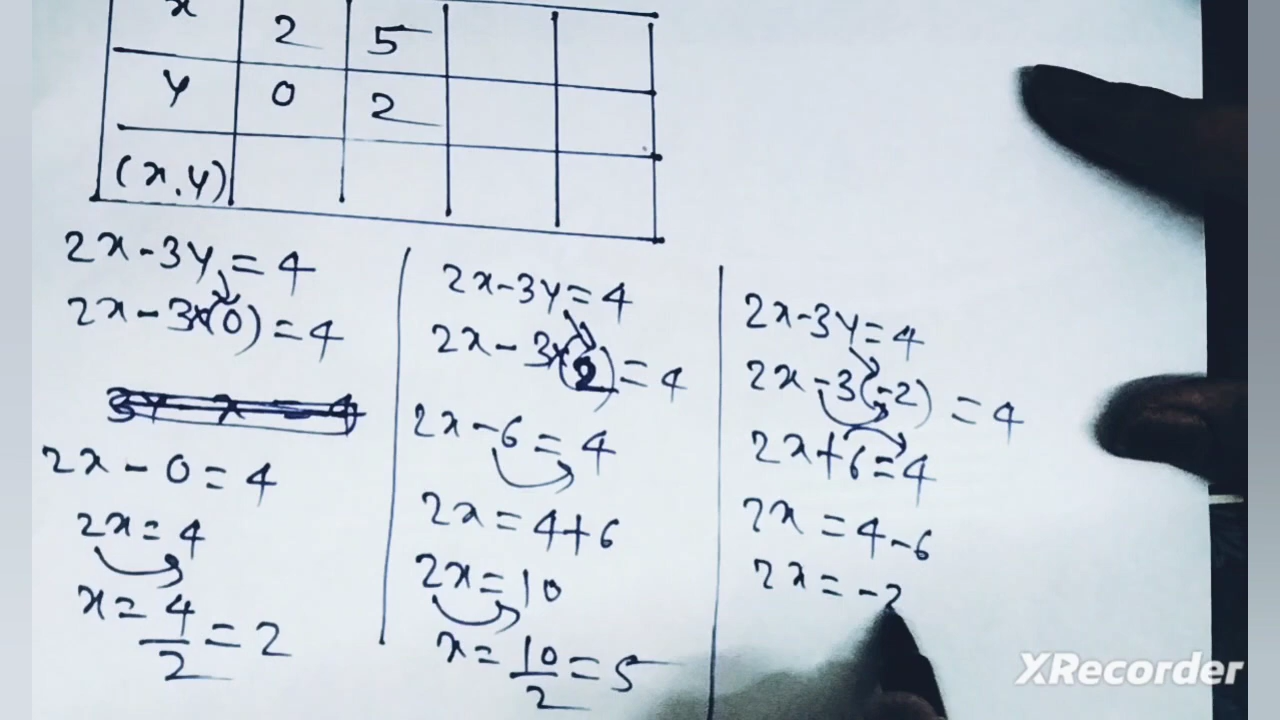 x 2 5
y 0 2
(x,y)
2x-3y=4
2x-3×(0)=4
2x-0=4
2x=4
x=4/2=2
2x-3y=4
2x-3×(2)=4
2x-6=4
2x=4+6
2x=10
x=10/2=5
2x-3y=4
2x-3(-2)=4
2x+6=4
2x=4-6
2x=-2
XRecorder